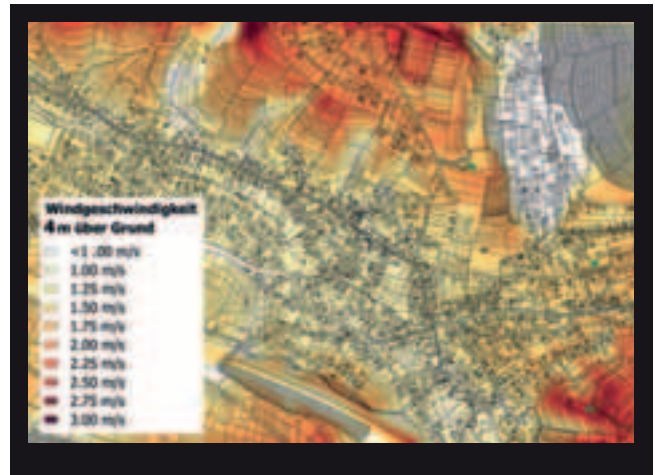 Windgeschwindigkeit
4 m über Grund
<1.00 m/s
1.00 m/s
1.25 m/s
1.50 m/s
1.75 m/s
2.00 m/s
2.25 m/s
2.50 m/s
2.75 m/s
3.00 m/s